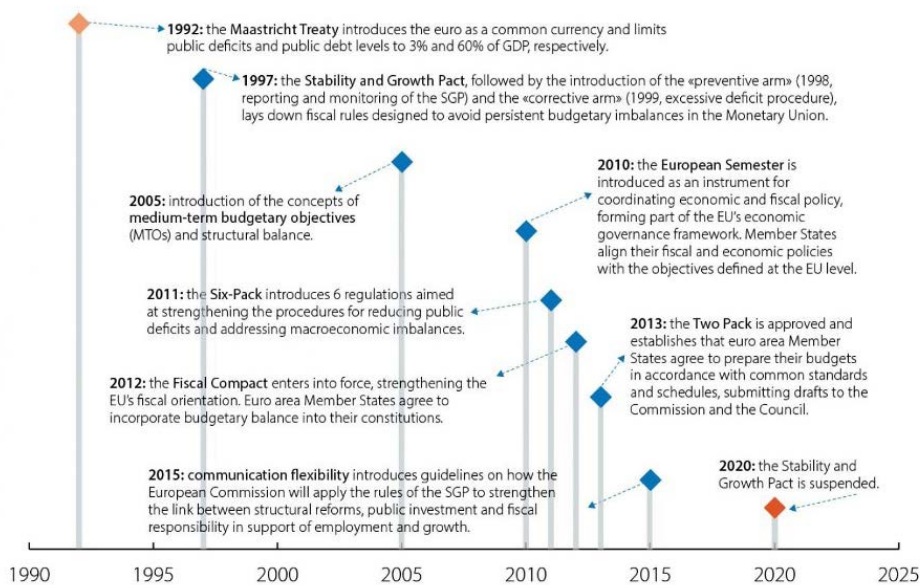 1992: the Maastricht Treaty introduces the euro as a common currency and limits
public deficits and public debt levels to 3% and 60% of GDP, respectively.
1997: the Stability and Growth Pact, followed by the introduction of the «preventive arm» (1998,
reporting and monitoring of the SGP) and the «corrective arm» (1999, excessive deficit procedure),
lays down fiscal rules designed to avoid persistent budgetary imbalances in the Monetary Union.
2005: introduction of the concepts of
medium-term budgetary objectives
(MTOs) and structural balance.
2010: the European Semester is
introduced as an instrument for
coordinating economic and fiscal policy,
forming part of the EU's economic
governance framework. Member States
align their fiscal and economic policies
with the objectives defined at the EU level.
2011: the Six-Pack introduces 6 regulations aimed
at strengthening the procedures for reducing public
deficits and addressing macroeconomic imbalances.
2012: the Fiscal Compact enters into force, strengthening the
EU's fiscal orientation. Euro area Member States agree to
incorporate budgetary balance into their constitutions.
2013: the Two Pack is approved and
establishes that euro area Member
States agree to prepare their budgets
in accordance with common standards
and schedules, submitting drafts to the
Commission and the Council.
2015: communication flexibility introduces guidelines on how the
European Commission will apply the rules of the SGP to strengthen
the link between structural reforms, public investment and fiscal
responsibility in support of employment and growth.
2020: the Stability and
Growth Pact is suspended.
1990 1995 2000 2005 2010 2015 2020 2025